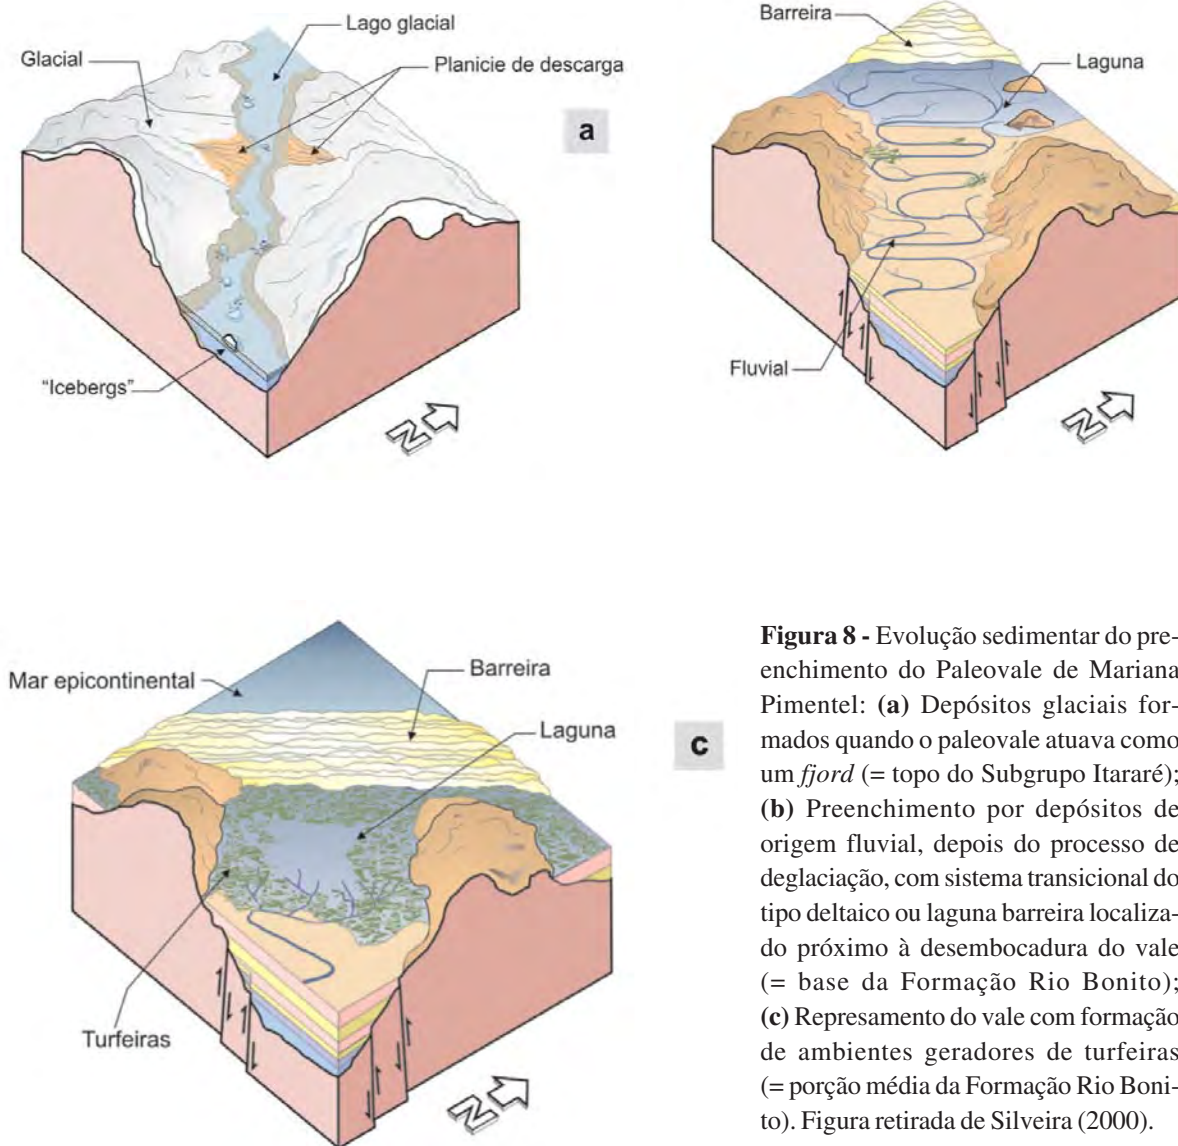 Lago glacial
Glacial
Planicie de descarga
a
"Icebergs"
N
Barreira
Laguna
Fluvial
N
Mar epicontinental
Barreira
Laguna
c
Turfeiras
N
Figura 8 - Evolução sedimentar do pre-
enchimento do Paleovale de Mariana
Pimentel: (a) Depósitos glaciais for-
mados quando o paleovale atuava como
um fjord (= topo do Subgrupo Itararé);
(b) Preenchimento por depósitos de
origem fluvial, depois do processo de
deglaciação, com sistema transicional do
tipo deltaico ou laguna barreira localiza-
do próximo à desembocadura do vale
(= base da Formação Rio Bonito);
(c) Represamento do vale com formação
de ambientes geradores de turfeiras
(= porção média da Formação Rio Boni-
to). Figura retirada de Silveira (2000).